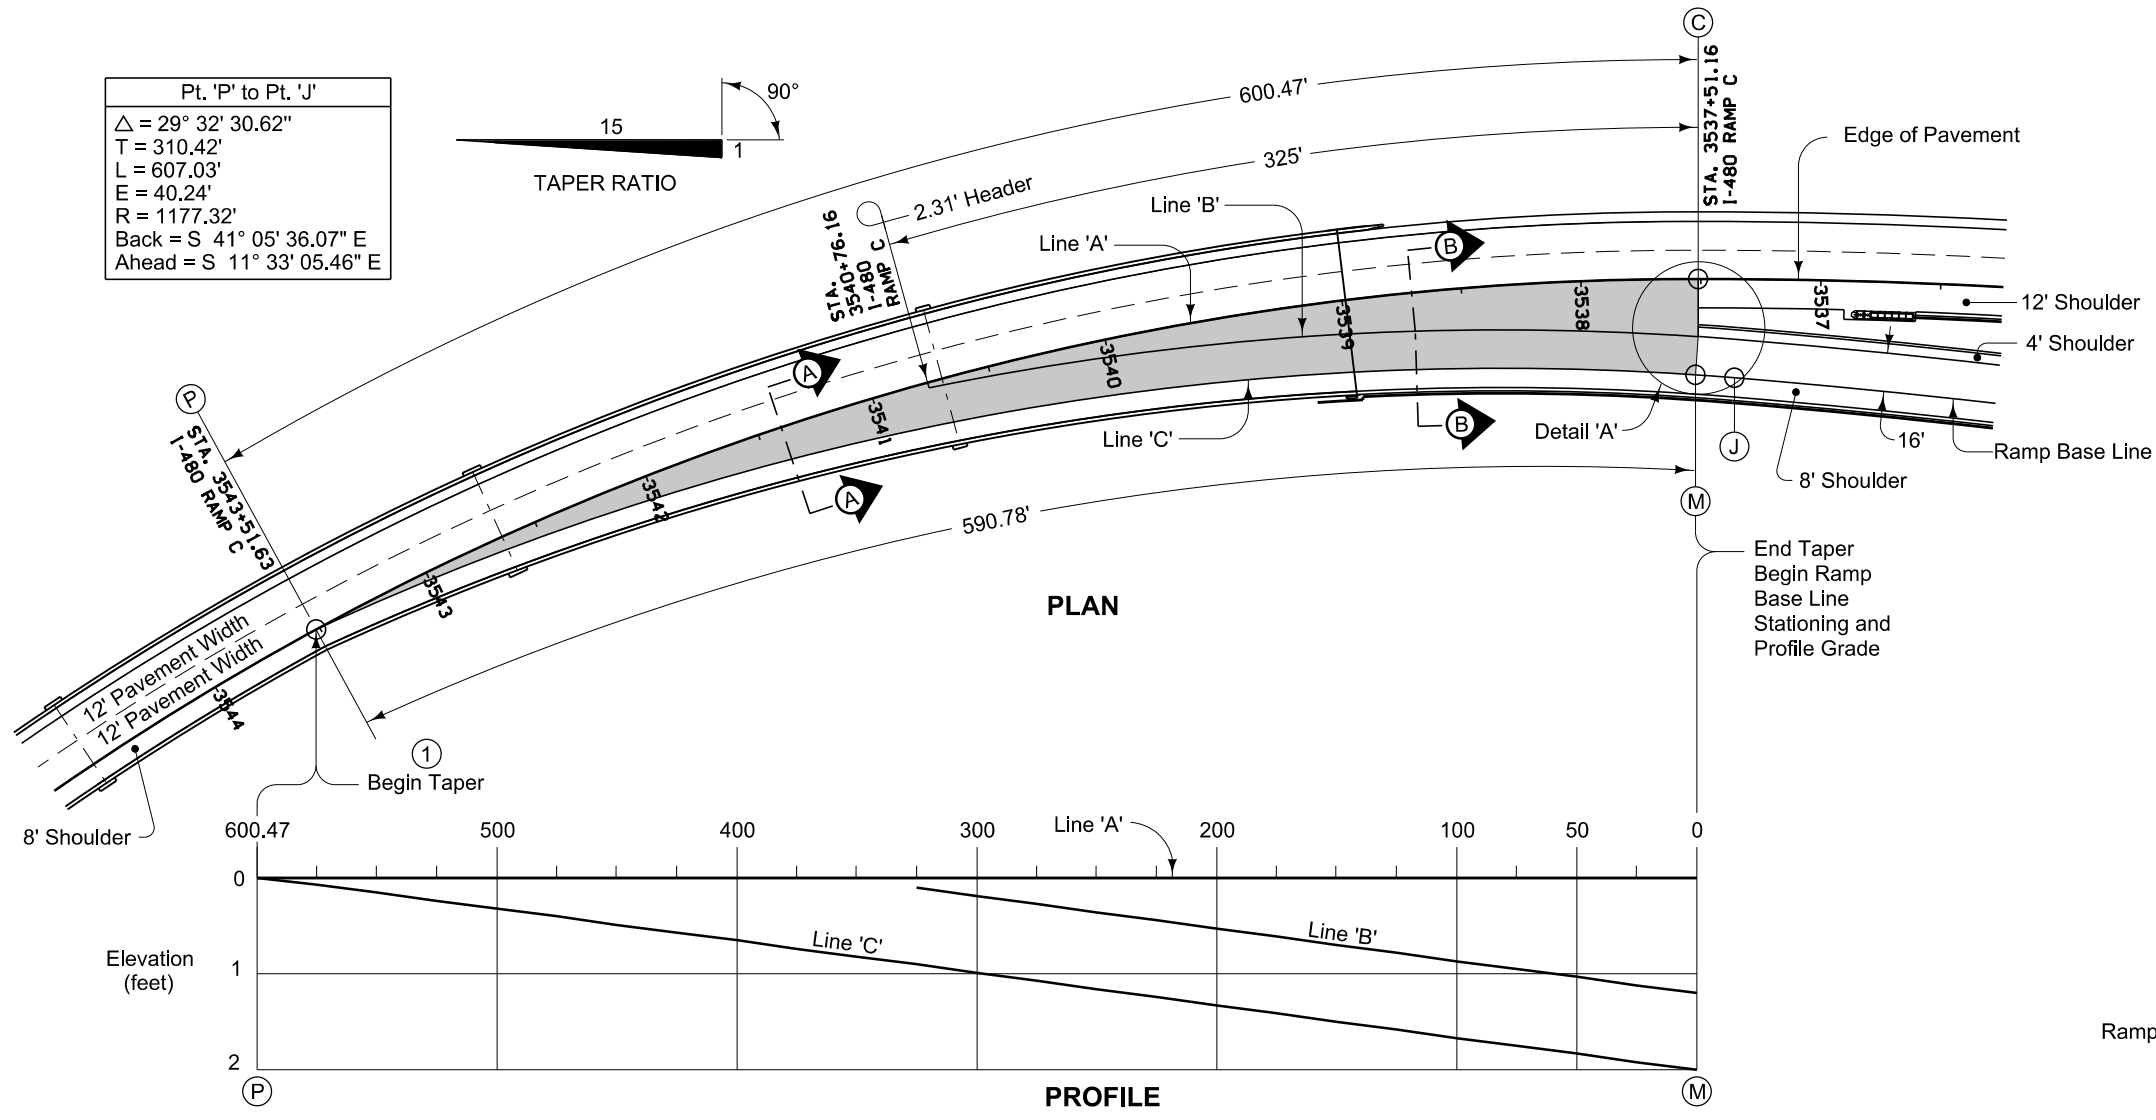 Pt. 'P' to Pt. 'J'
△ = 29° 32' 30.62"
T = 310.42'
L = 607.03'
E = 40.24'
R = 1177.32'
Back = S 41° 05' 36.07" E
Ahead = S 11° 33' 05.46" E
15
1
90°
TAPER RATIO
C
STA. 3537+51.16
I-480 RAMP C
600.47'
325'
2.31' Header
STA.
3540+76.16
I-480
RAMP C
Line 'A'
Line 'B'
Line 'C'
Edge of Pavement
12' Shoulder
4' Shoulder
Ramp Base Line
16'
8' Shoulder
Detail 'A'
J
M
B
B
A
A
P
STA. 3543+51.63
I-480 RAMP C
3537
3538
3539
3540
3541
3542
3543
3544
12' Pavement Width
12' Pavement Width
590.78'
PLAN
End Taper
Begin Ramp
Base Line
Stationing and
Profile Grade
1
Begin Taper
8' Shoulder
600.47
500
400
300
Line 'A'
200
100
50
0
0
1
2
Elevation
(feet)
Line 'C'
Line 'B'
Ramp
P
PROFILE
M